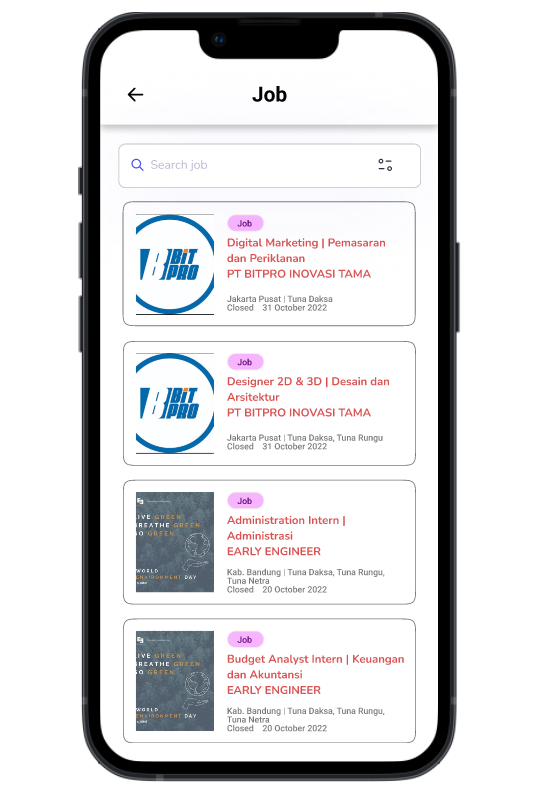 Job
Search job
BiT
PRO
Job
Digital Marketing | Pemasaran
dan Periklanan
PT BITPRO INOVASI TAMA
Jakarta Pusat | Tuna Daksa
Closed 31 October 2022
BiT
PRO
Job
Designer 2D & 3D | Desain dan
Arsitektur
PT BITPRO INOVASI TAMA
Jakarta Pusat | Tuna Daksa, Tuna Rungu
Closed 31 October 2022
IVE GREEN
BREATHE GREEN
GO GREEN
WORLD
ENVIRONMENT DAY
Job
Administration Intern |
Administrasi
EARLY ENGINEER
Kab. Bandung | Tuna Daksa, Tuna Rungu,
Tuna Netra
Closed 20 October 2022
IVE GREEN
BREATHE GREEN
GO GREEN
WORLD
ENVIRONMENT DAY
Job
Budget Analyst Intern | Keuangan
dan Akuntansi
EARLY ENGINEER
Kab. Bandung | Tuna Daksa, Tuna Rungu,
Tuna Netra
Closed 20 October 2022